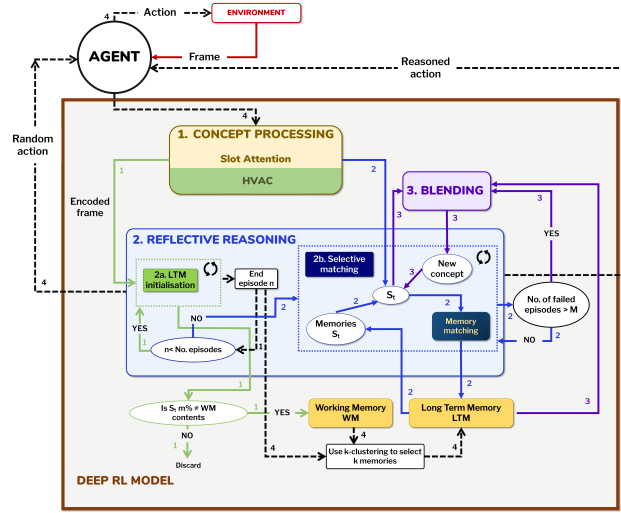 4
Action
ENVIRONMENT
AGENT
Frame
Reasoned
action
Random
action
4
1. CONCEPT PROCESSING
Slot Attention
HVAC
1
2
Encoded
frame
3. BLENDING
3
3
3
YES
2. REFLECTIVE REASONING
2b. Selective
matching
New
concept
3
2a. LTM
initialisation
End
episode n
4
NO
2
St
2
2
Memories
St
Memory
matching
No. of failed
episodes > M
2
NO
2
YES
1
n< No. episodes
1
1
2
2
Is St m% ≠ WM
contents
1
YES
1
Working Memory
WM
Long Term Memory
LTM
3
NO
1
Discard
4
4
4
Use k-clustering to select
k memories
DEEP RL MODEL